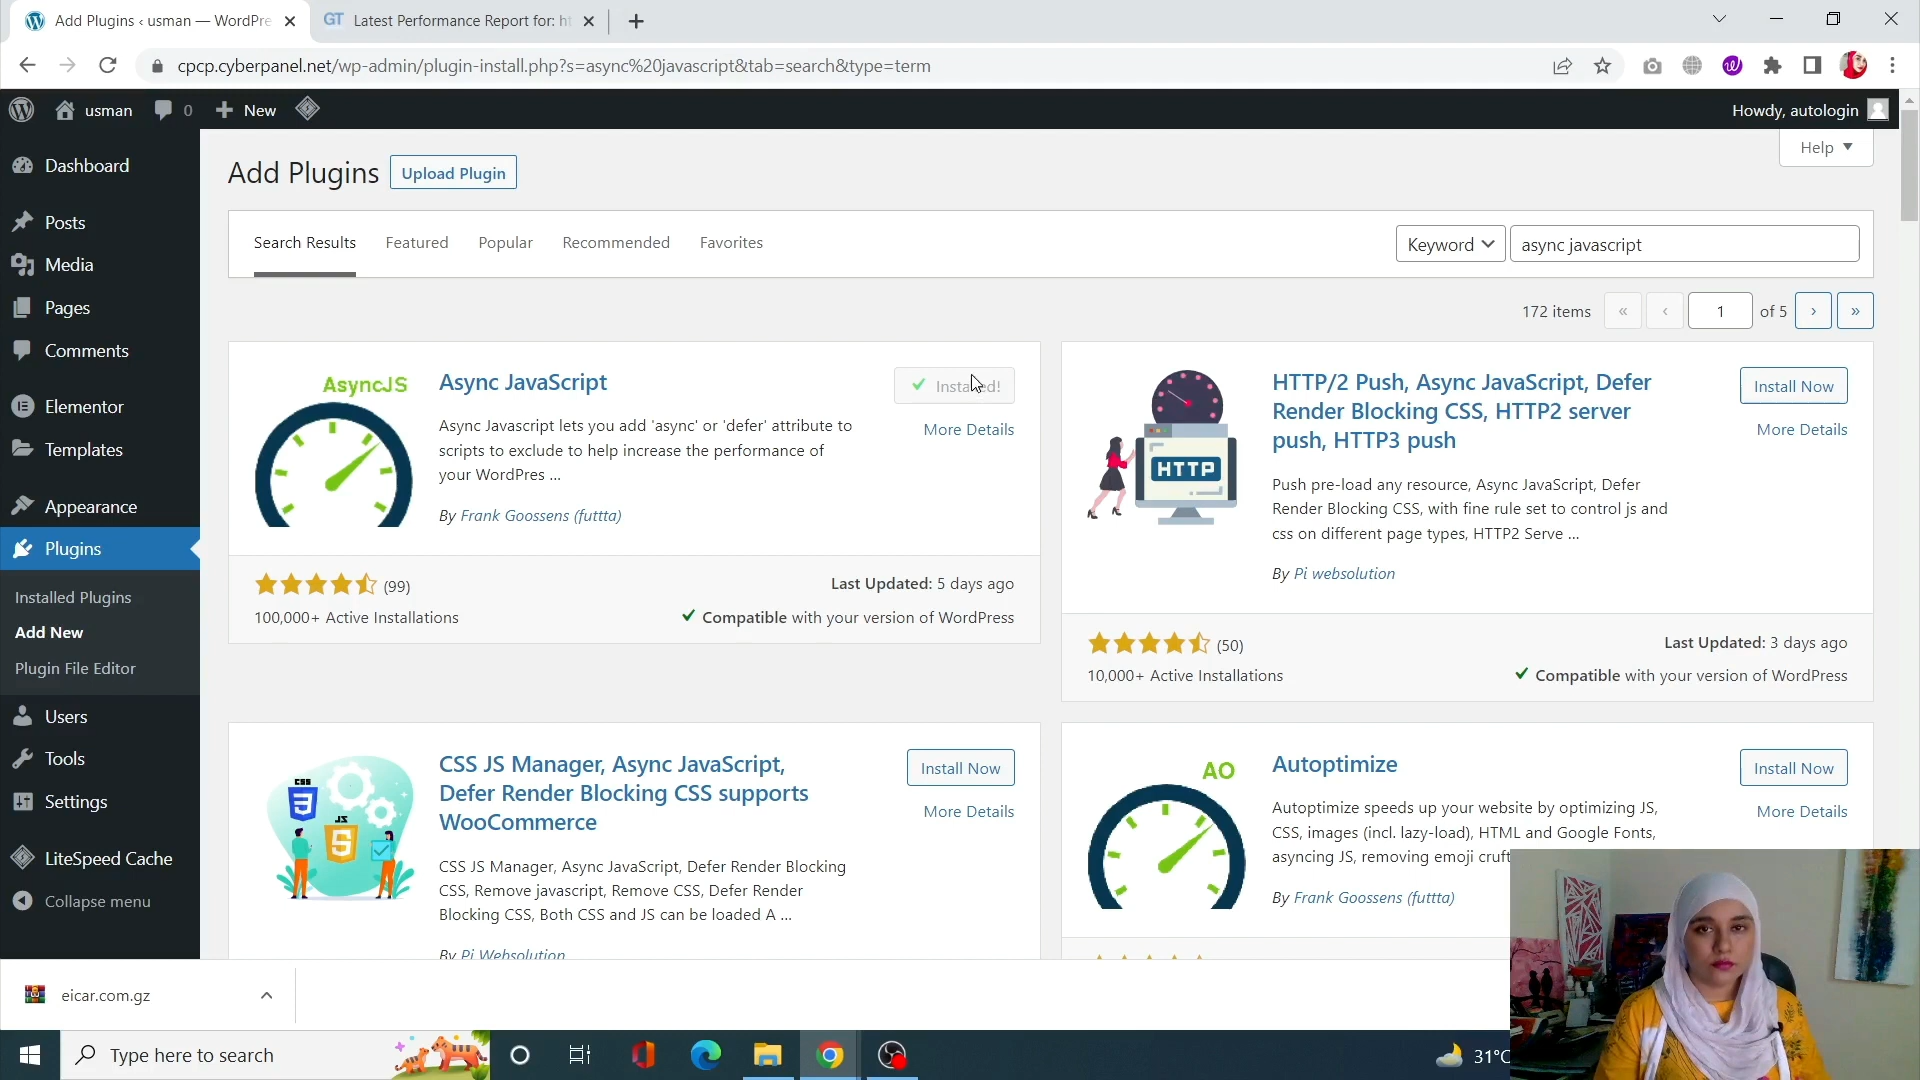 Add Plugins ‹ usman — WordPre
GT
Latest Performance Report for: ht
cpcp.cyberpanel.net/wp-admin/plugin-install.php?s=async%20javascript&tab=search&type=term
usman
0
New
Howdy, autologin
Dashboard
Posts
Media
Pages
Comments
Elementor
Templates
Appearance
Plugins
Installed Plugins
Add New
Plugin File Editor
Users
Tools
Settings
LiteSpeed Cache
Collapse menu
Help
Add Plugins
Upload Plugin
Search Results
Featured
Popular
Recommended
Favorites
Keyword
async javascript
172 items
«
‹
1
of 5
›
»
AsyncJS
Async JavaScript
Installed!
More Details
Async Javascript lets you add 'async' or 'defer' attribute to
scripts to exclude to help increase the performance of
your WordPres ...
By Frank Goossens (futtta)
(99)
Last Updated: 5 days ago
100,000+ Active Installations
Compatible with your version of WordPress
HTTP
HTTP/2 Push, Async JavaScript, Defer
Render Blocking CSS, HTTP2 server
push, HTTP3 push
Install Now
More Details
Push pre-load any resource, Async JavaScript, Defer
Render Blocking CSS, with fine rule set to control js and
css on different page types, HTTP2 Serve ...
By Pi websolution
(50)
Last Updated: 3 days ago
10,000+ Active Installations
Compatible with your version of WordPress
CSS
3
JS
5
CSS JS Manager, Async JavaScript,
Defer Render Blocking CSS supports
WooCommerce
Install Now
More Details
CSS JS Manager, Async JavaScript, Defer Render Blocking
CSS, Remove javascript, Remove CSS, Defer Render
Blocking CSS, Both CSS and JS can be loaded A ...
By Pi Websolution
AO
Autoptimize
Install Now
More Details
Autoptimize speeds up your website by optimizing JS,
CSS, images (incl. lazy-load), HTML and Google Fonts,
asyncing JS, removing emoji cruft
By Frank Goossens (futtta)
eicar.com.gz
Type here to search
31°C